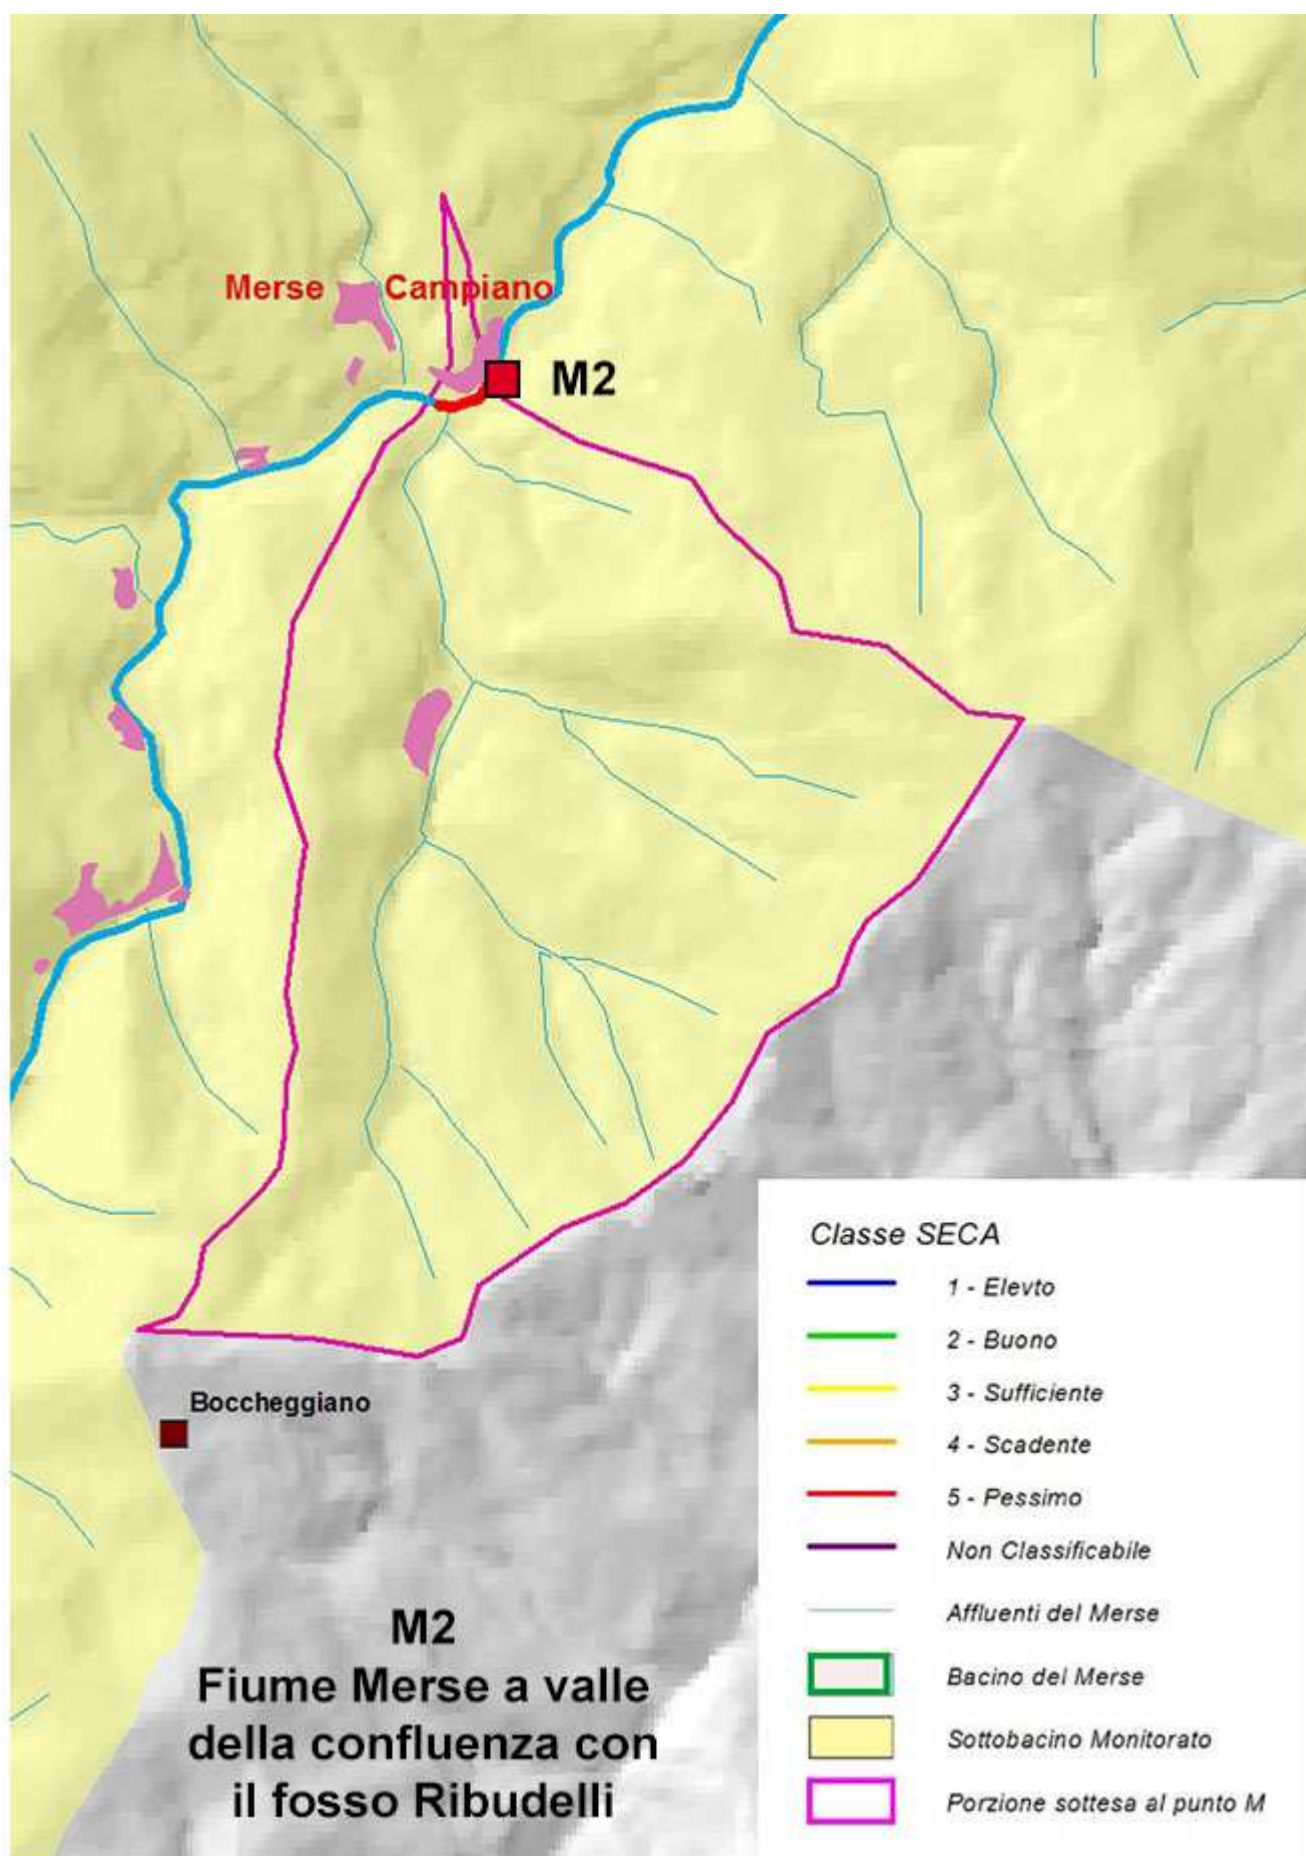 Merse Campiano
M2
Boccheggiano
M2
Fiume Merse a valle
della confluenza con
il fosso Ribudelli
Classe SECA
1 - Elevto
2 - Buono
3 - Sufficiente
4 - Scadente
5 - Pessimo
Non Classificabile
Affluenti del Merse
Bacino del Merse
Sottobacino Monitorato
Porzione sottesa al punto M